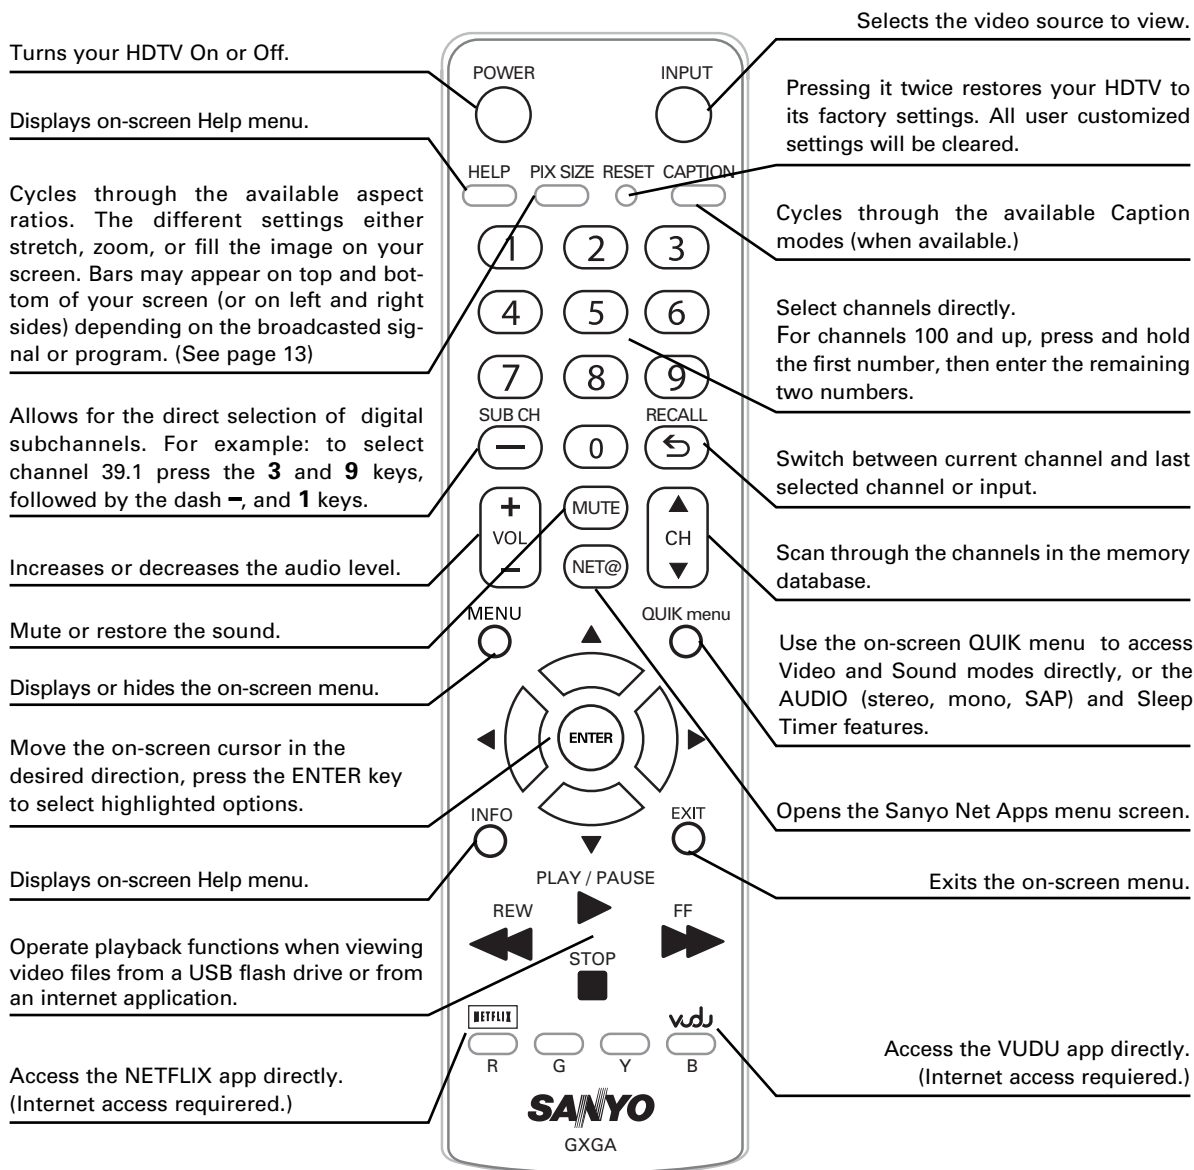 Turns your HDTV On or Off.
Displays on-screen Help menu.
Cycles through the available aspect
ratios. The different settings either
stretch, zoom, or fill the image on your
screen. Bars may appear on top and bot-
tom of your screen (or on left and right
sides) depending on the broadcasted sig-
nal or program. (See page 13)
Allows for the direct selection of digital
subchannels. For example: to select
channel 39.1 press the 3 and 9 keys,
followed by the dash –, and 1 keys.
Increases or decreases the audio level.
Mute or restore the sound.
Displays or hides the on-screen menu.
Move the on-screen cursor in the
desired direction, press the ENTER key
to select highlighted options.
Displays on-screen Help menu.
Operate playback functions when viewing
video files from a USB flash drive or from
an internet application.
Access the NETFLIX app directly.
(Internet access requirered.)
POWER INPUT
HELP PIX SIZE RESET CAPTION
1 2 3
4 5 6
7 8 9
SUB CH RECALL
– 0
+ MUTE
VOL CH
– NET@
MENU QUIK menu
ENTER
INFO EXIT
PLAY / PAUSE
REW FF
STOP
NETFLIX vudu
R G Y B
SANYO
GXGA
Selects the video source to view.
Pressing it twice restores your HDTV to
its factory settings. All user customized
settings will be cleared.
Cycles through the available Caption
modes (when available.)
Select channels directly.
For channels 100 and up, press and hold
the first number, then enter the remaining
two numbers.
Switch between current channel and last
selected channel or input.
Scan through the channels in the memory
database.
Use the on-screen QUIK menu to access
Video and Sound modes directly, or the
AUDIO (stereo, mono, SAP) and Sleep
Timer features.
Opens the Sanyo Net Apps menu screen.
Exits the on-screen menu.
Access the VUDU app directly.
(Internet access requiered.)